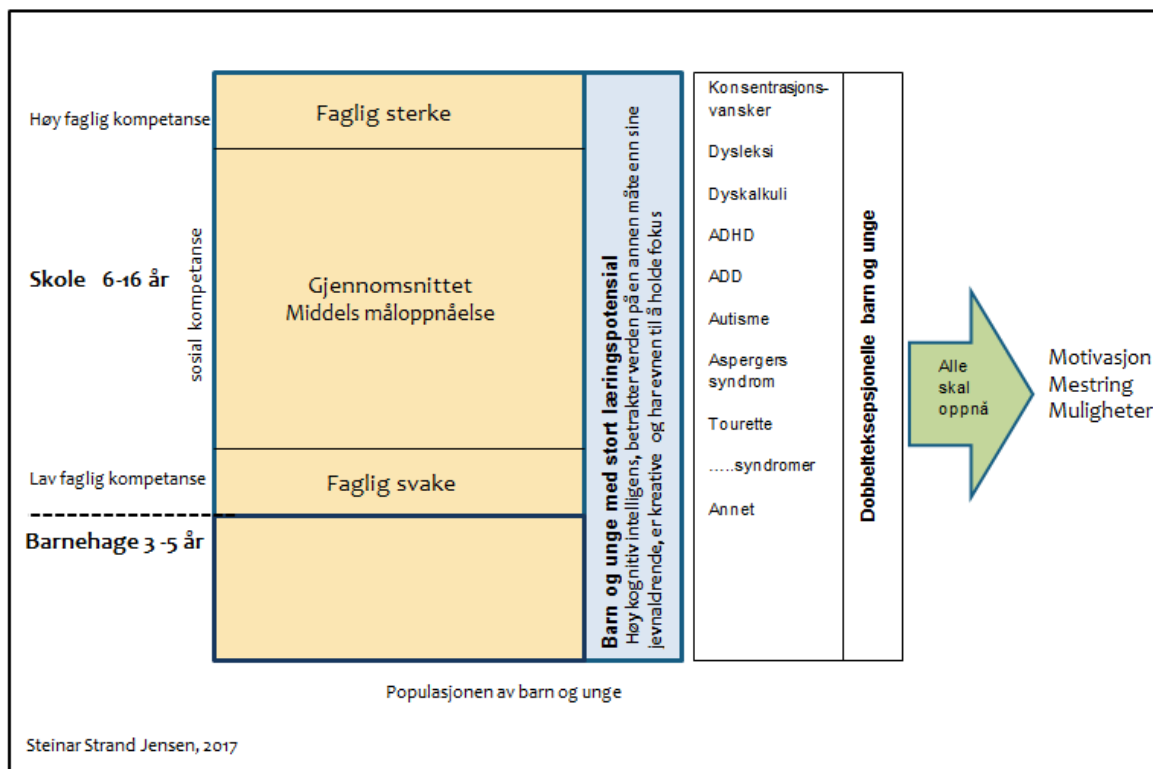 Høy faglig kompetanse
Skole 6-16 år
sosial kompetanse
Lav faglig kompetanse
Barnehage 3 -5 år
Faglig sterke
Gjennomsnittet
Middels måloppnåelse
Faglig svake
Barn og unge med stort læringspotensial
Høy kognitiv intelligens, betrakter verden på en annen måte enn sine
jevnaldrende, er kreative og har evnen til å holde fokus
Konsentrasjons-
vansker
Dysleksi
Dyskalkuli
ADHD
ADD
Autisme
Aspergers
syndrom
Tourette
.....syndromer
Annet
Dobbelteksepsjonelle barn og unge
Alle
skal
oppnå
Motivasjon
Mestring
Muligheter
Populasjonen av barn og unge
Steinar Strand Jensen, 2017